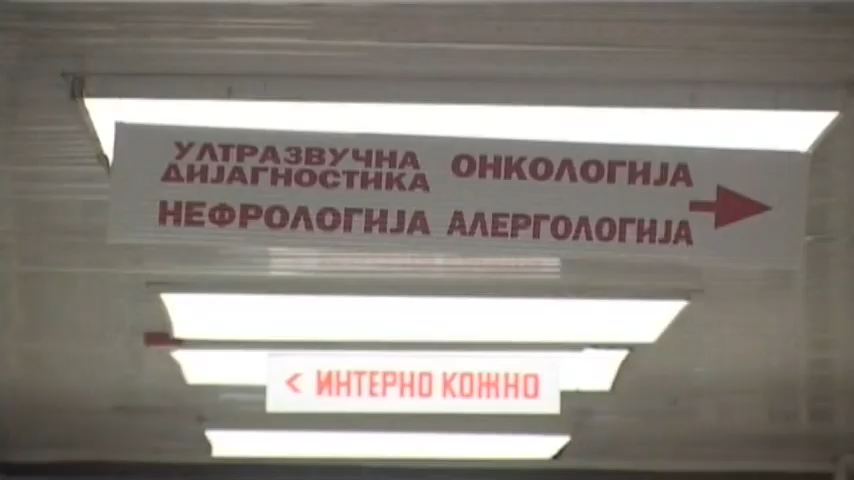 УЛТРАЗВУЧНА ОНКОЛОГИЈА
ДИЈАГНОСТИКА
НЕФРОЛОГИЈА АЛЕРГОЛОГИЈА
< ИНТЕРНО КОЖНО